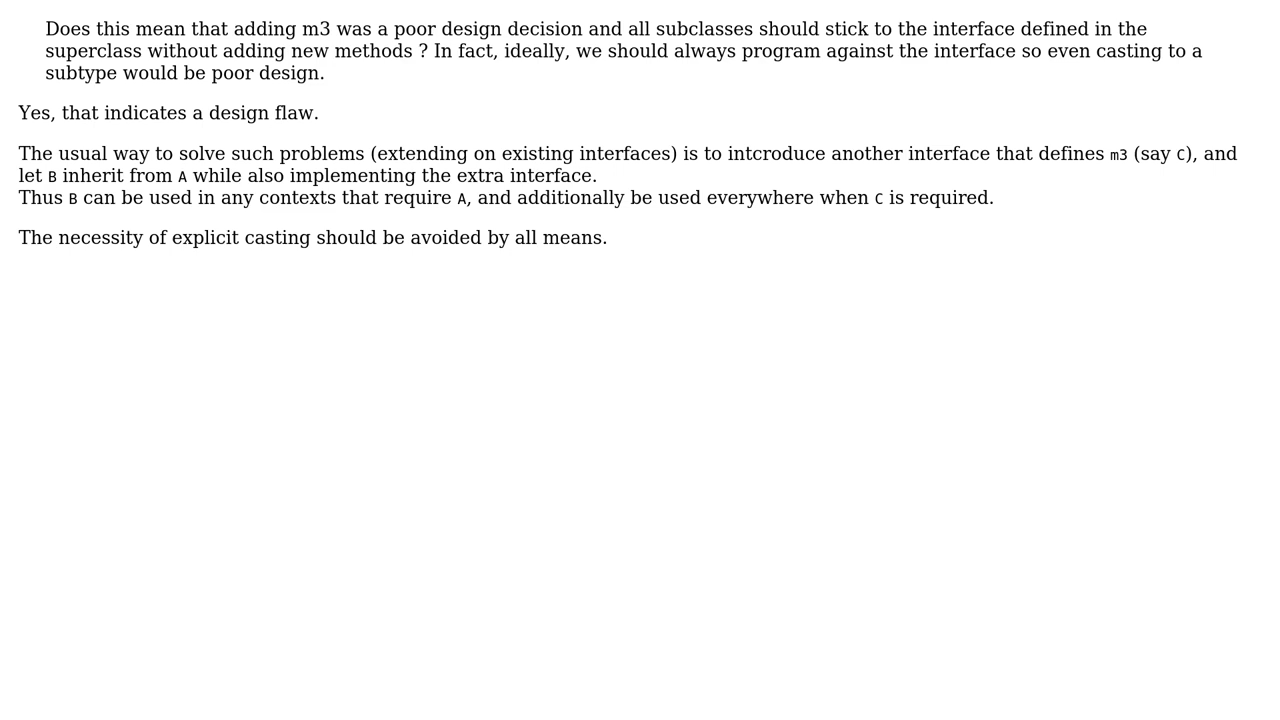 Does this mean that adding m3 was a poor design decision and all subclasses should stick to the interface defined in the
superclass without adding new methods ? In fact, ideally, we should always program against the interface so even casting to a
subtype would be poor design.
Yes, that indicates a design flaw.
The usual way to solve such problems (extending on existing interfaces) is to intcroduce another interface that defines m3 (say C), and
let B inherit from A while also implementing the extra interface.
Thus B can be used in any contexts that require A, and additionally be used everywhere when C is required.
The necessity of explicit casting should be avoided by all means.